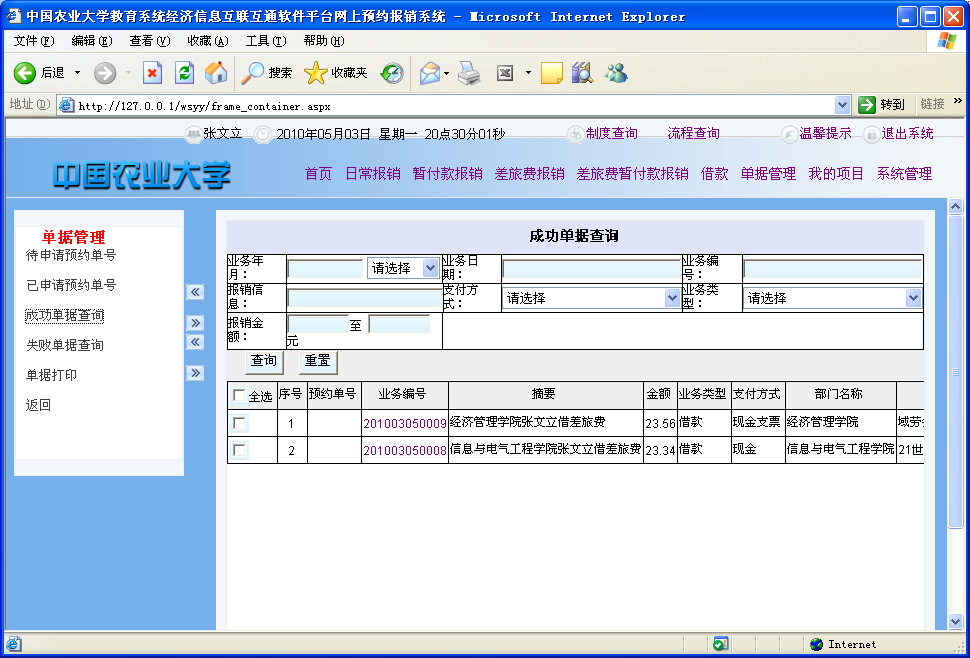 中国农业大学教育系统经济信息互联互通软件平台网上预约报销系统 - Microsoft Internet Explorer
文件(F) 编辑(E) 查看(V) 收藏(A) 工具(T) 帮助(H)
后退 搜索 收藏夹
地址(D) http://127.0.0.1/wsyy/frame_container.aspx 转到 链接 »
张文立 2010年05月03日 星期一 20点30分01秒 制度查询 流程查询 温馨提示 退出系统
中国农业大学 首页 日常报销 暂付款报销 差旅费报销 差旅费暂付款报销 借款 单据管理 我的项目 系统管理
单据管理
待申请预约单号
已申请预约单号
成功单据查询
失败单据查询
单据打印
返回
«
»
«
»
成功单据查询
业务年月: 请选择 业务日期: 业务编号:
报销信息: 支付方式: 请选择 业务类型: 请选择
报销金额: 至 元
查询 重置
全选 序号 预约单号 业务编号 摘要 金额 业务类型 支付方式 部门名称
1 201003050009 经济管理学院张文立借差旅费 23.56 借款 现金支票 经济管理学院 域劳
2 201003050008 信息与电气工程学院张文立借差旅费 23.34 借款 现金 信息与电气工程学院 21世
Internet